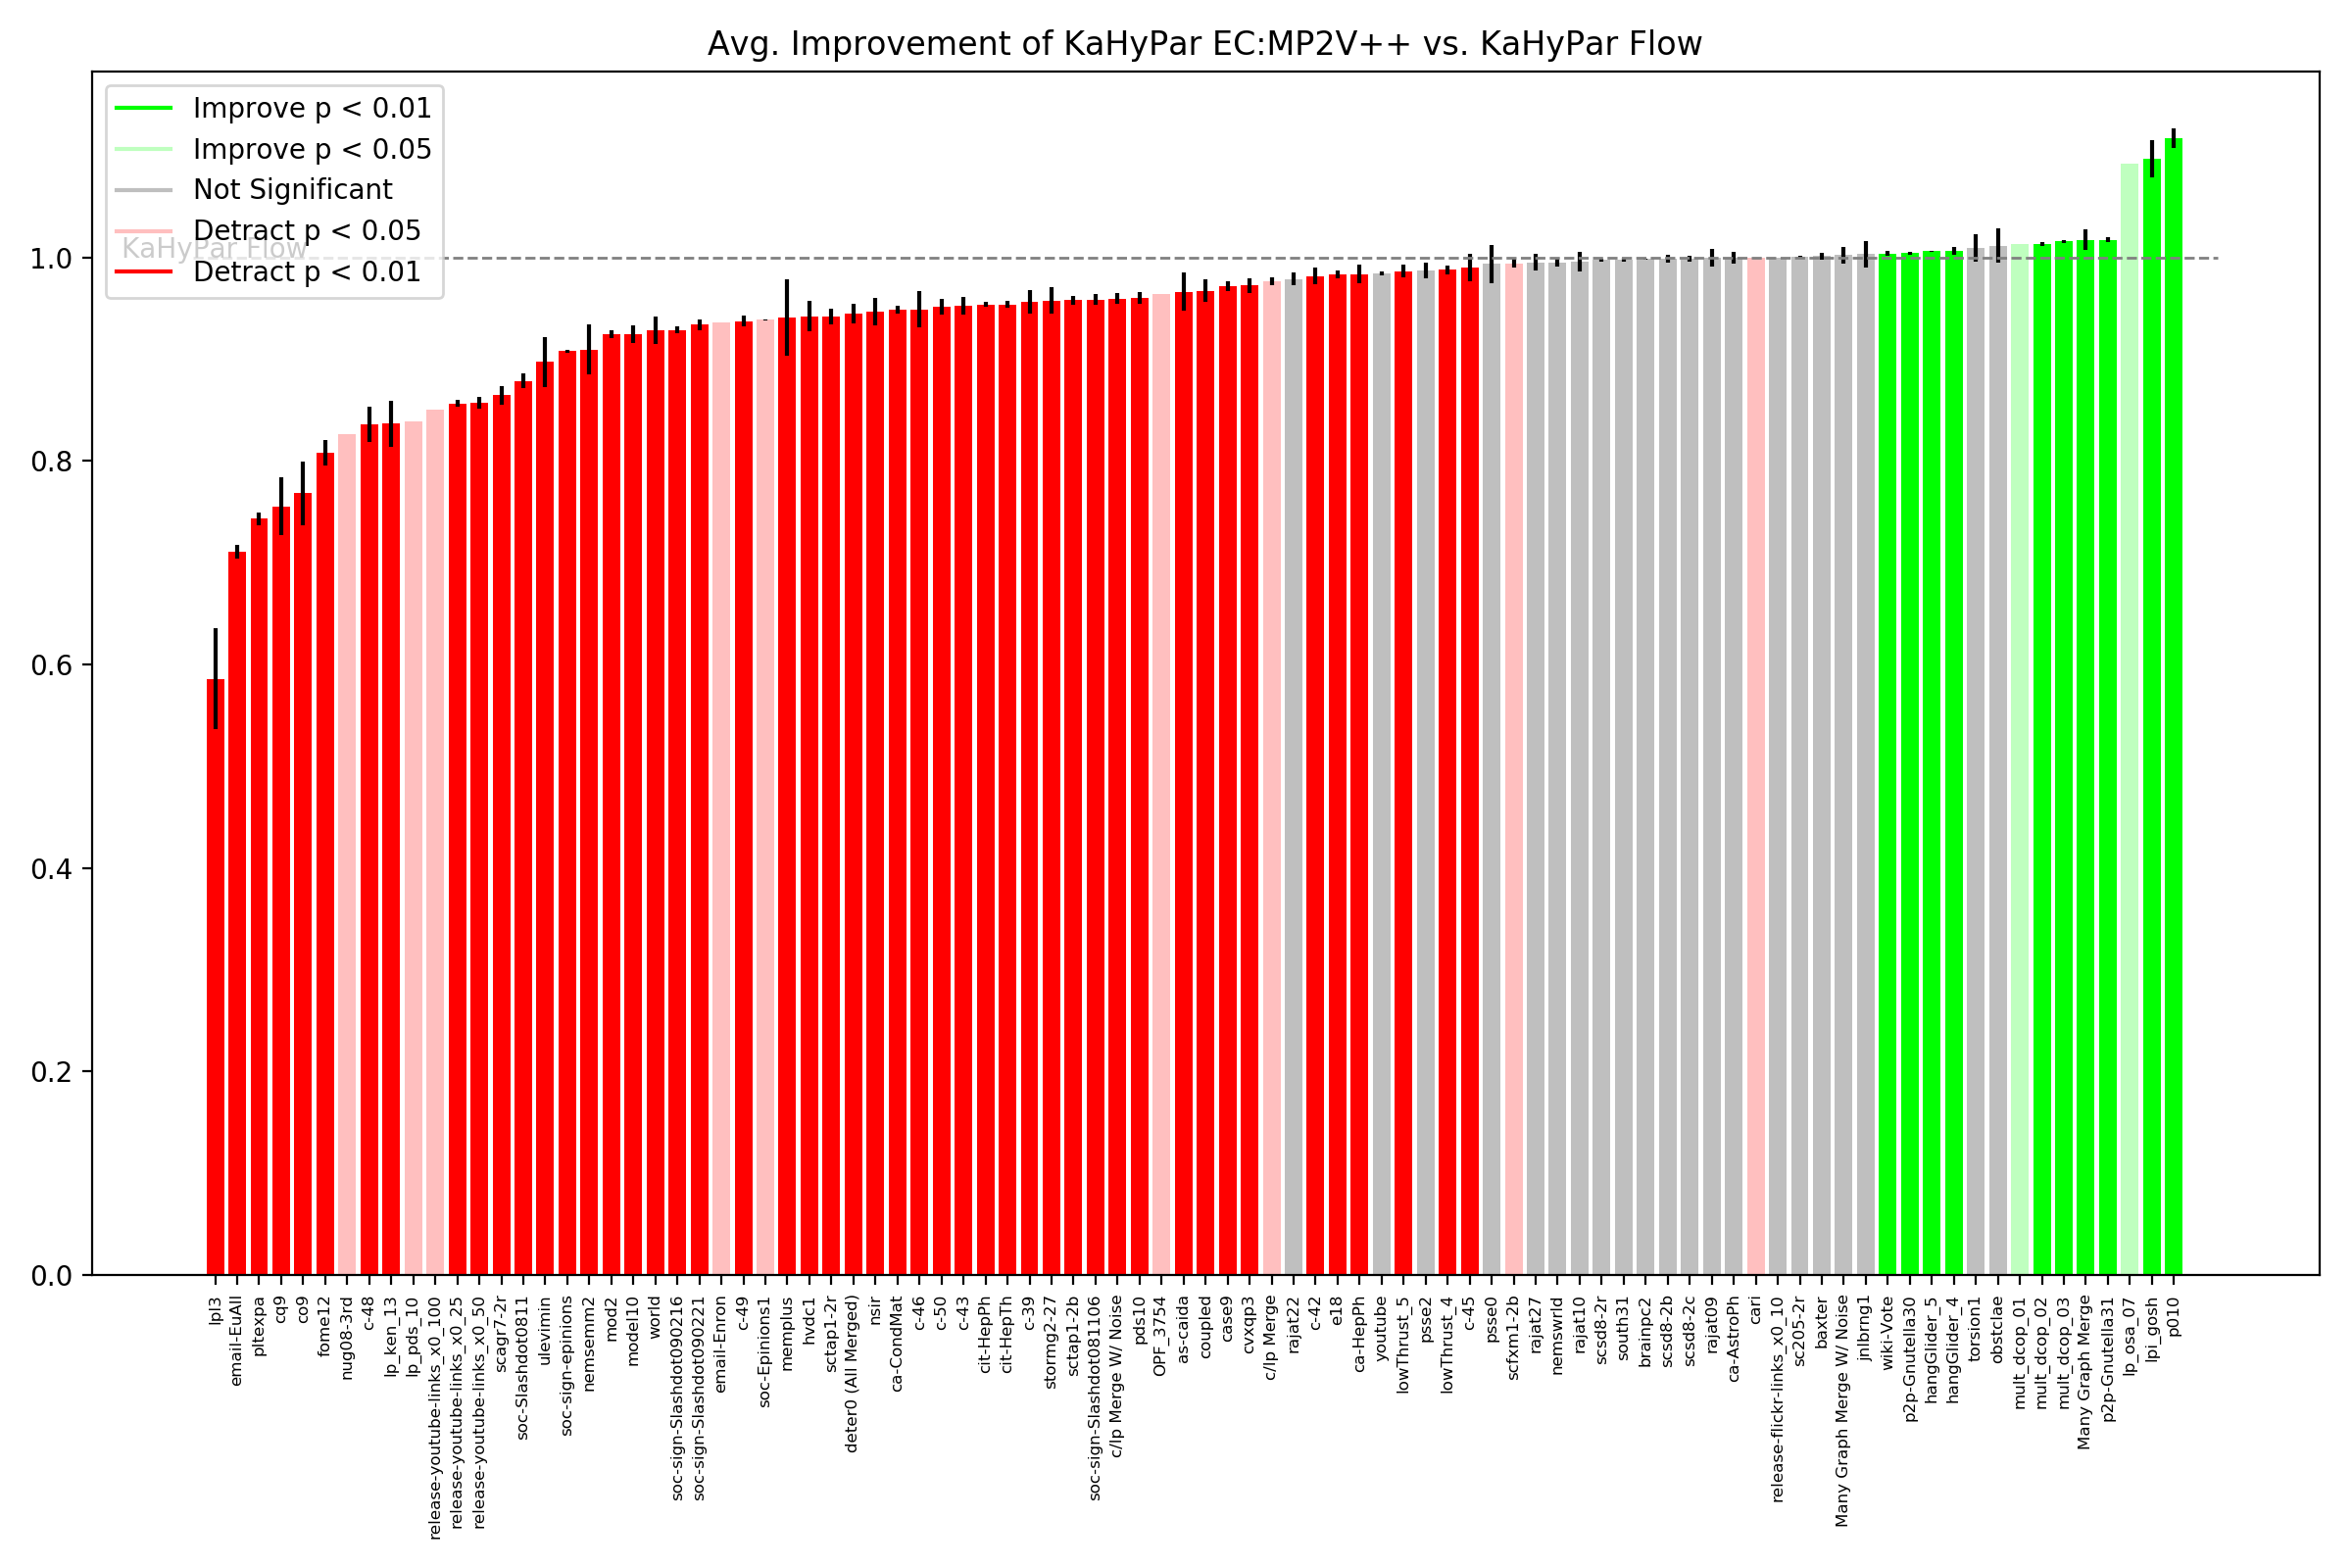 Avg. Improvement of KaHyPar EC:MP2V++ vs. KaHyPar Flow
Improve p < 0.01
Improve p < 0.05
Not Significant
Detract p < 0.05
KaHyPar Flow
Detract p < 0.01
1.0
0.8
0.6
0.4
0.2
0.0
lpl3
email-EuAll
pltexpa
cq9
co9
fome12
nug08-3rd
c-48
lp_ken_13
lp_pds_10
release-youtube-links_x0_100
release-youtube-links_x0_25
release-youtube-links_x0_50
scagr7-2r
soc-Slashdot0811
ulevimin
soc-sign-epinions
nemsemm2
mod2
model10
world
soc-sign-Slashdot090216
soc-sign-Slashdot090221
email-Enron
c-49
soc-Epinions1
memplus
hvdc1
sctap1-2r
deter0 (All Merged)
nsir
ca-CondMat
c-46
c-50
c-43
cit-HepPh
cit-HepTh
c-39
stormg2-27
sctap1-2b
soc-sign-Slashdot081106
c/lp Merge W/ Noise
pds10
OPF_3754
as-caida
coupled
case9
cvxqp3
c/lp Merge
rajat22
c-42
e18
ca-HepPh
youtube
lowThrust_5
psse2
lowThrust_4
c-45
psse0
scfxm1-2b
rajat27
nemswrld
rajat10
scsd8-2r
south31
brainpc2
scsd8-2b
scsd8-2c
rajat09
ca-AstroPh
cari
release-flickr-links_x0_10
sc205-2r
baxter
Many Graph Merge W/ Noise
jnlbrng1
wiki-Vote
p2p-Gnutella30
hangGlider_5
hangGlider_4
torsion1
obstclae
mult_dcop_01
mult_dcop_02
mult_dcop_03
Many Graph Merge
p2p-Gnutella31
lp_osa_07
lpi_gosh
p010